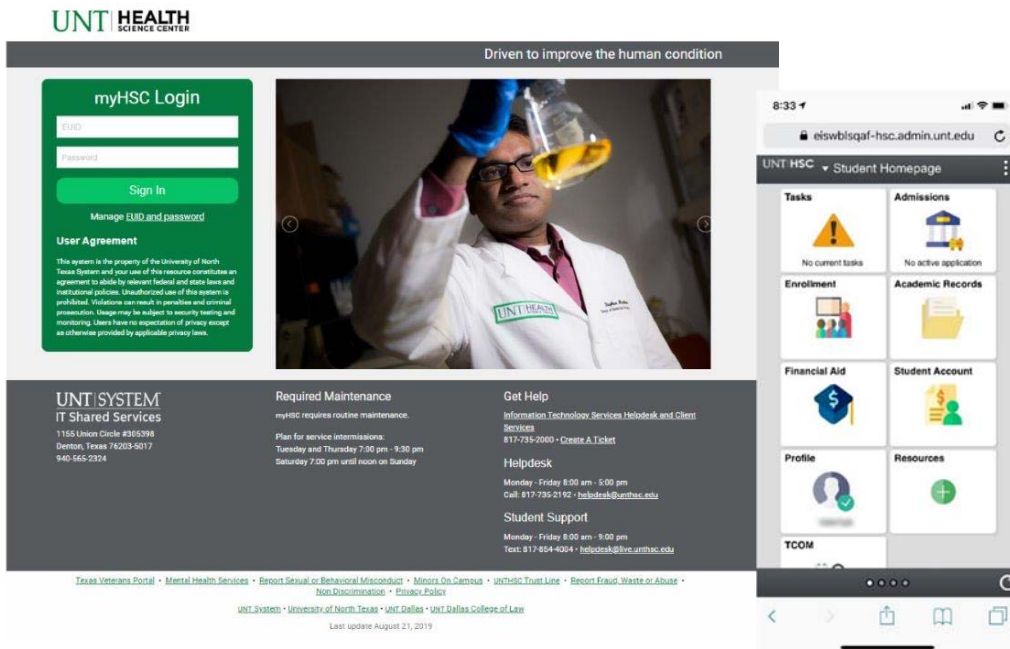 UNT HEALTH
SCIENCE CENTER
Driven to improve the human condition
myHSC Login
EUID
Password
Sign In
Manage EUID and password
User Agreement
This system is the property of the University of North
Texas System and your use of this resource constitutes an
agreement to abide by relevant federal and state laws and
institutional policies. Unauthorized use of this system is
prohibited. Violations can result in penalties and criminal
prosecution. Usage may be subject to security testing and
monitoring. Users have no expectation of privacy except
as otherwise provided by applicable privacy laws.
UNT HEALTH
UNT SYSTEM
IT Shared Services
1155 Union Circle #305398
Denton, Texas 76203-5017
940-565-2324
Required Maintenance
myHSC requires routine maintenance.
Plan for service intermissions:
Tuesday and Thursday 7:00 pm - 9:30 pm
Saturday 7:00 pm until noon on Sunday
Get Help
Information Technology Services Helpdesk and Client
Services
817-735-2000 • Create A Ticket
Helpdesk
Monday - Friday 8:00 am - 5:00 pm
Call: 817-735-2192 • helpdesk@unthsc.edu
Student Support
Monday - Friday 8:00 am - 9:00 pm
Text: 817-854-4004 • helpdesk@live.unthsc.edu
Texas Veterans Portal • Mental Health Services • Report Sexual or Behavioral Misconduct • Minors On Campus • UNTHSC Trust Line • Report Fraud, Waste or Abuse •
Non Discrimination • Privacy Policy
UNT System • University of North Texas • UNT Dallas • UNT Dallas College of Law
Last update August 21, 2019
8:33
eiswblsqaf-hsc.admin.unt.edu
UNT HSC Student Homepage
Tasks
No current tasks
Admissions
No active application
Enrollment
Academic Records
Financial Aid
Student Account
Profile
Resources
TCOM